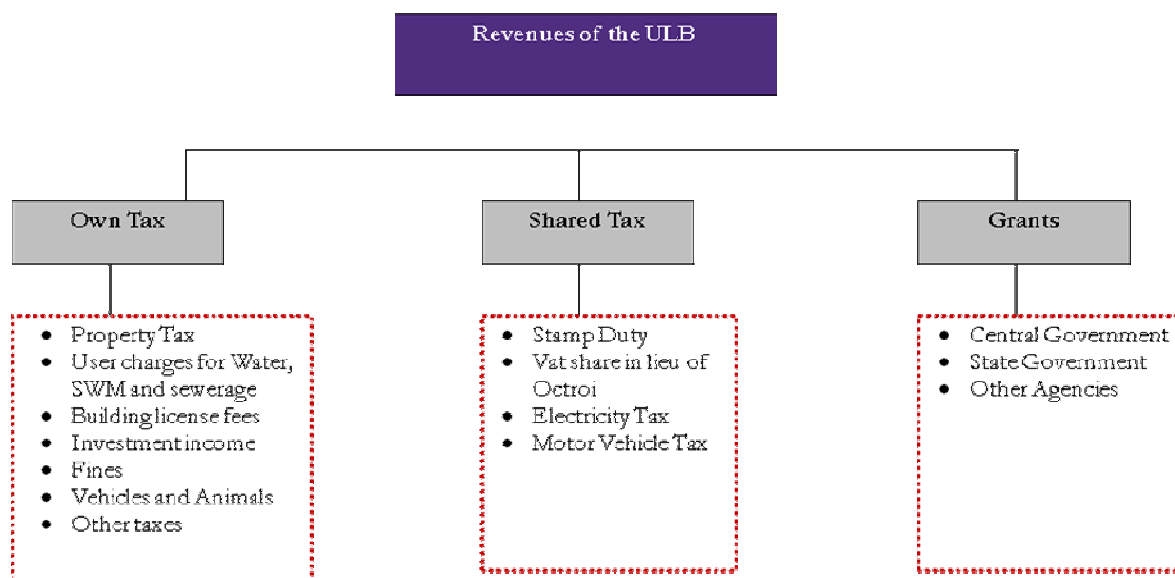 Revenues of the ULB
Own Tax
Shared Tax
Grants
• Property Tax
• User charges for Water,
SWM and sewerage
• Building license fees
• Investment income
• Fines
• Vehicles and Animals
• Other taxes
• Stamp Duty
• Vat share in lieu of
Octroi
• Electricity Tax
• Motor Vehicle Tax
• Central Government
• State Government
• Other Agencies